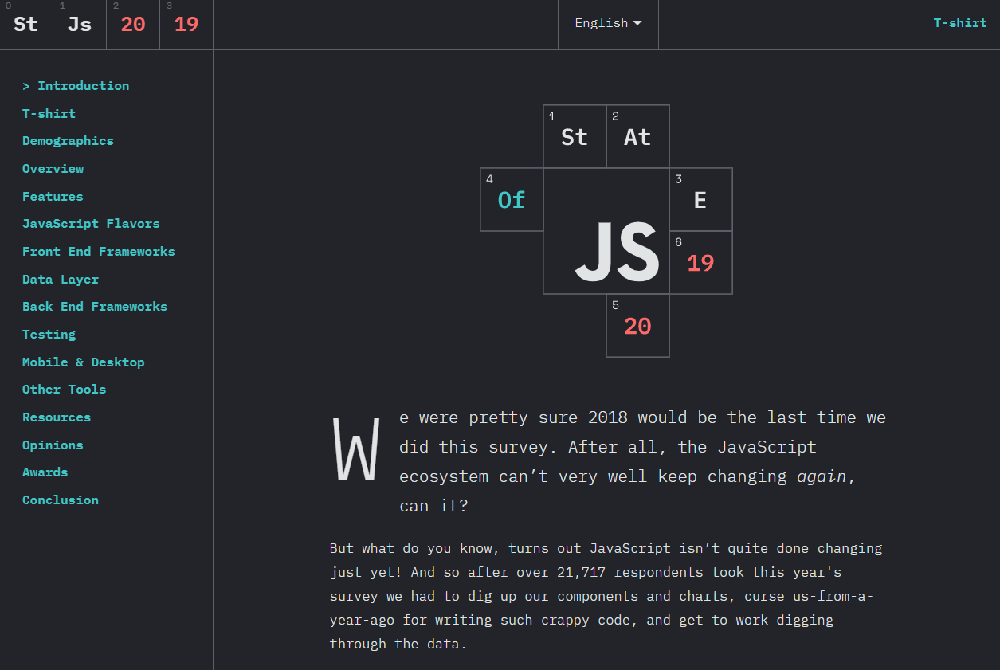 0 1 2 3
St Js 20 19
English
T-shirt
> Introduction
T-shirt
Demographics
Overview
Features
JavaScript Flavors
Front End Frameworks
Data Layer
Back End Frameworks
Testing
Mobile & Desktop
Other Tools
Resources
Opinions
Awards
Conclusion
1 2
St At
4 3
Of E
JS
6
19
5
20
We were pretty sure 2018 would be the last time we
did this survey. After all, the JavaScript
ecosystem can’t very well keep changing again,
can it?
But what do you know, turns out JavaScript isn’t quite done changing
just yet! And so after over 21,717 respondents took this year's
survey we had to dig up our components and charts, curse us-from-a-
year-ago for writing such crappy code, and get to work digging
through the data.